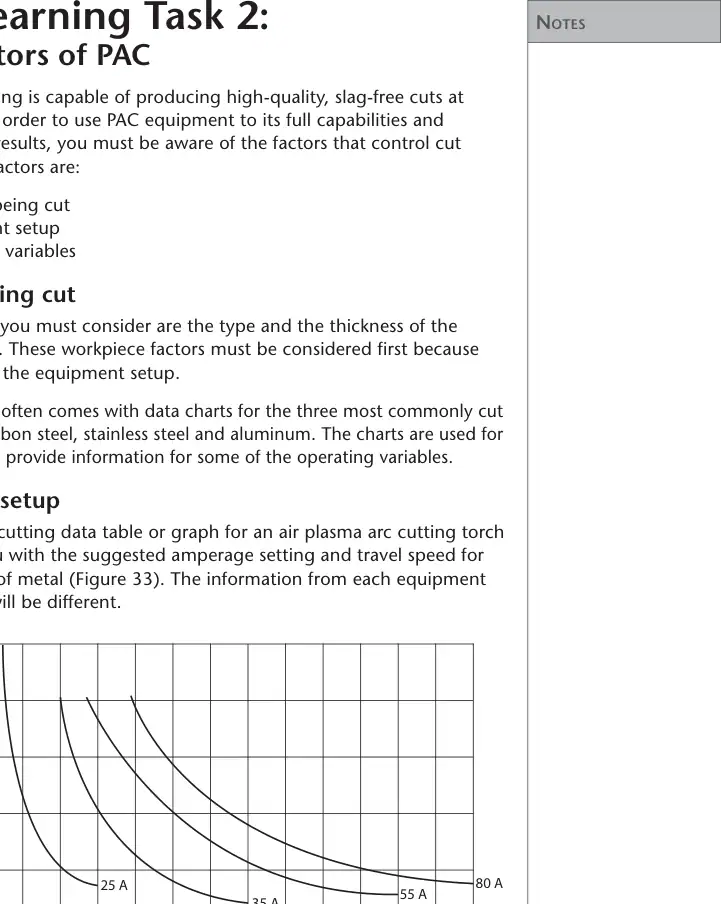 earning Task 2:
NOTES
tors of PAC
ng is capable of producing high-quality, slag-free cuts at
order to use PAC equipment to its full capabilities and
results, you must be aware of the factors that control cut
actors are:
being cut
nt setup
variables
ing cut
you must consider are the type and the thickness of the
. These workpiece factors must be considered first because
the equipment setup.
often comes with data charts for the three most commonly cut
bon steel, stainless steel and aluminum. The charts are used for
provide information for some of the operating variables.
setup
cutting data table or graph for an air plasma arc cutting torch
u with the suggested amperage setting and travel speed for
of metal (Figure 33). The information from each equipment
will be different.
25 A
80 A
55 A
35 A